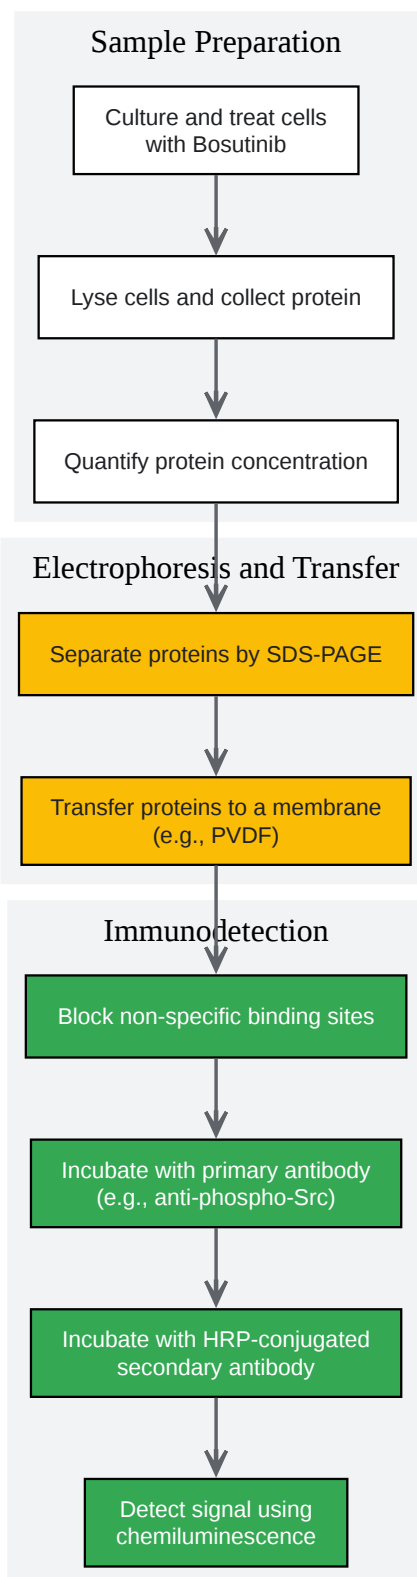 Sample Preparation
Culture and treat cells
with Bosutinib
Lyse cells and collect protein
Quantify protein concentration
Electrophoresis and Transfer
Separate proteins by SDS-PAGE
Transfer proteins to a membrane
(e.g., PVDF)
Immunodetection
Block non-specific binding sites
Incubate with primary antibody
(e.g., anti-phospho-Src)
Incubate with HRP-conjugated
secondary antibody
Detect signal using
chemiluminescence